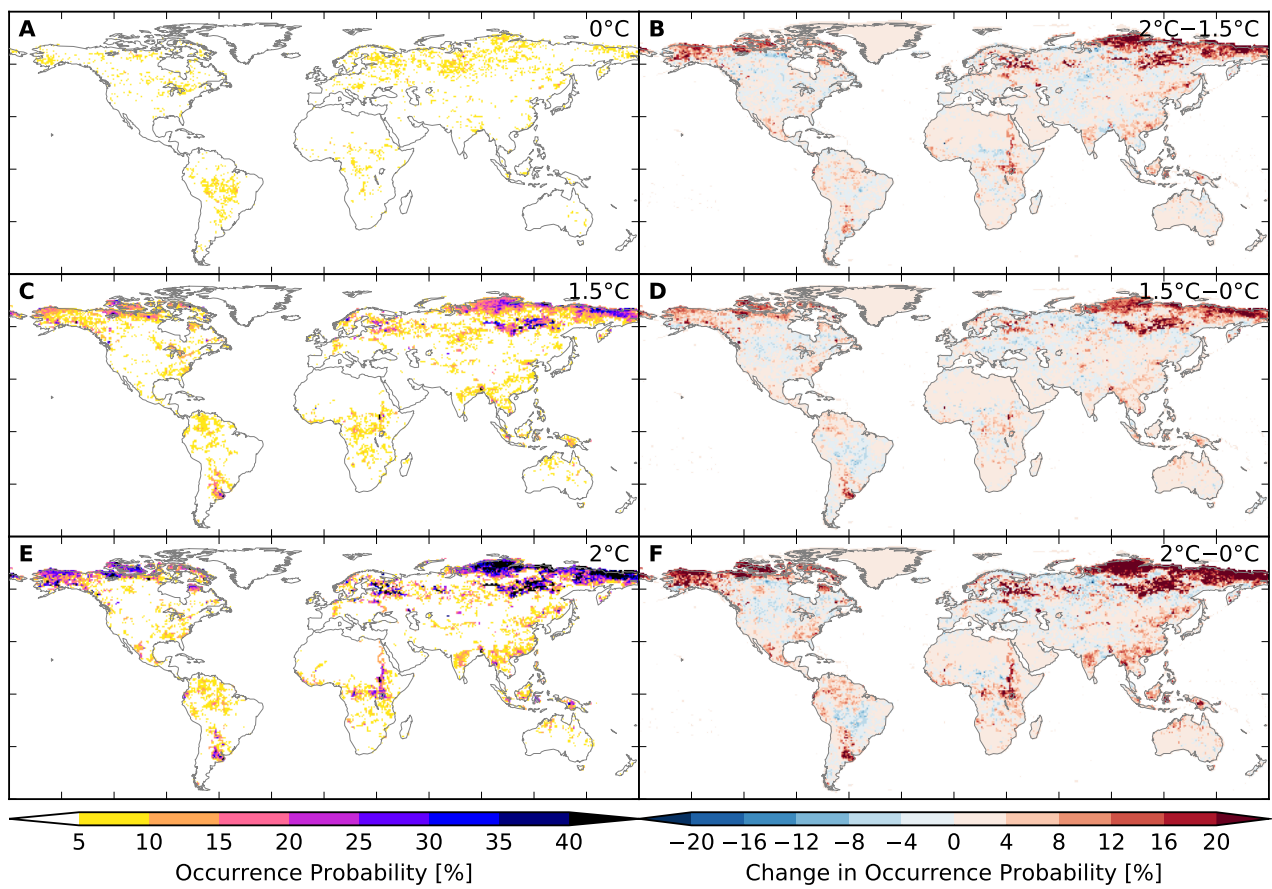 A 0°C
B 2°C−1.5°C
C 1.5°C
D 1.5°C−0°C
E 2°C
F 2°C−0°C
5 10 15 20 25 30 35 40
−20 −16 −12 −8 −4 0 4 8 12 16 20
Occurrence Probability [%]
Change in Occurrence Probability [%]